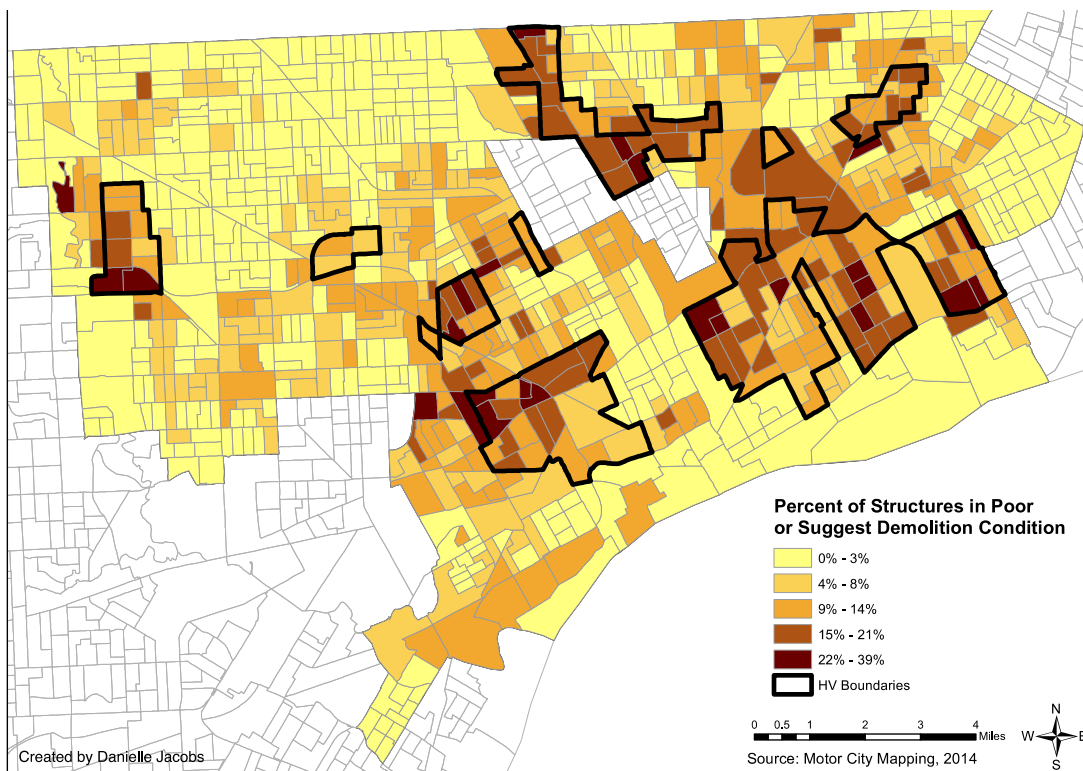 Percent of Structures in Poor
or Suggest Demolition Condition
0% - 3%
4% - 8%
9% - 14%
15% - 21%
22% - 39%
HV Boundaries
0 0.5 1 2 3 4
Miles
N
W E
S
Source: Motor City Mapping, 2014
Created by Danielle Jacobs